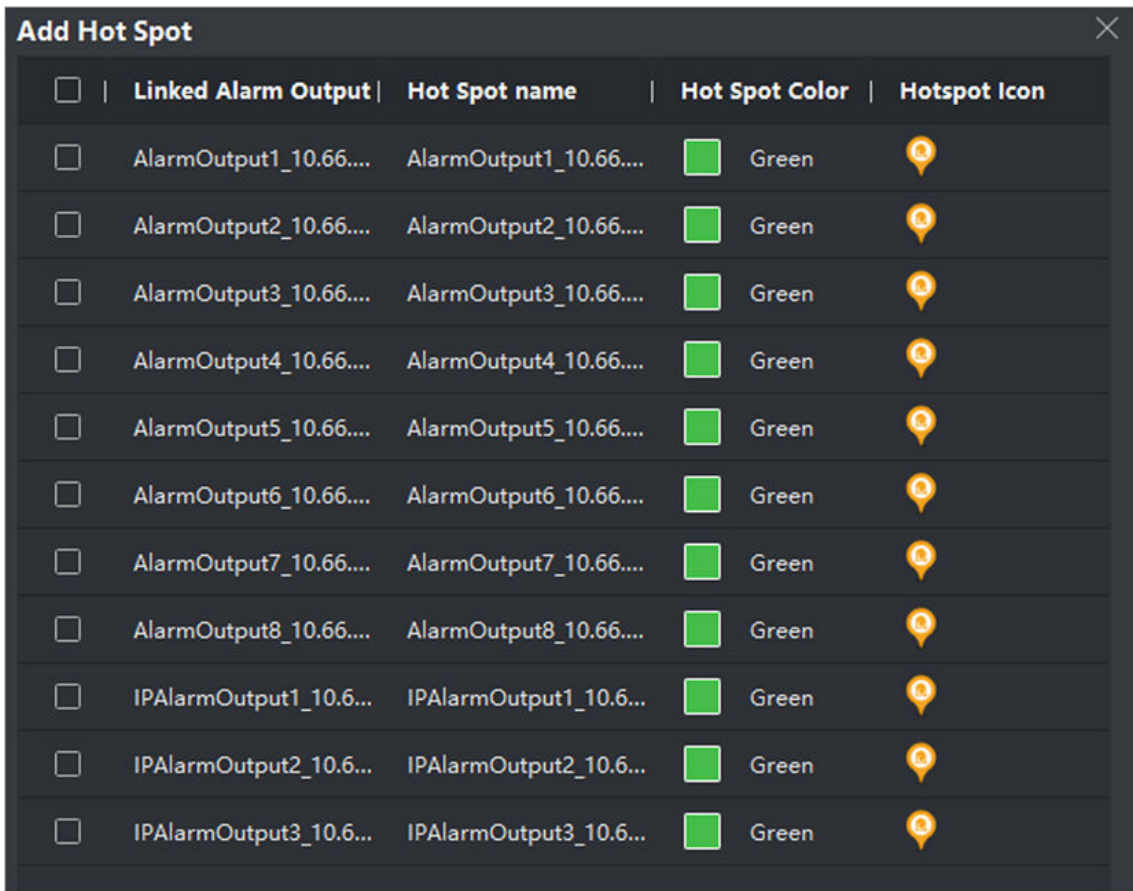 Add Hot Spot
Linked Alarm Output | Hot Spot name | Hot Spot Color | Hotspot Icon
AlarmOutput1_10.66.... AlarmOutput1_10.66.... Green
AlarmOutput2_10.66.... AlarmOutput2_10.66.... Green
AlarmOutput3_10.66.... AlarmOutput3_10.66.... Green
AlarmOutput4_10.66.... AlarmOutput4_10.66.... Green
AlarmOutput5_10.66.... AlarmOutput5_10.66.... Green
AlarmOutput6_10.66.... AlarmOutput6_10.66.... Green
AlarmOutput7_10.66.... AlarmOutput7_10.66.... Green
AlarmOutput8_10.66.... AlarmOutput8_10.66.... Green
IPAlarmOutput1_10.6... IPAlarmOutput1_10.6... Green
IPAlarmOutput2_10.6... IPAlarmOutput2_10.6... Green
IPAlarmOutput3_10.6... IPAlarmOutput3_10.6... Green